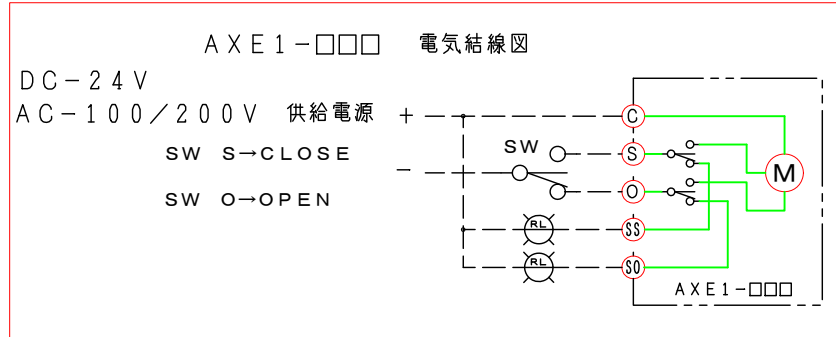 AXE1-□□□ 電気結線図
DC-24V
AC-100/200V 供給電源 +
C
SW S
SW S→CLOSE
-
M
SW O→OPEN
O
RL SS
RL SO
AXE1-□□□